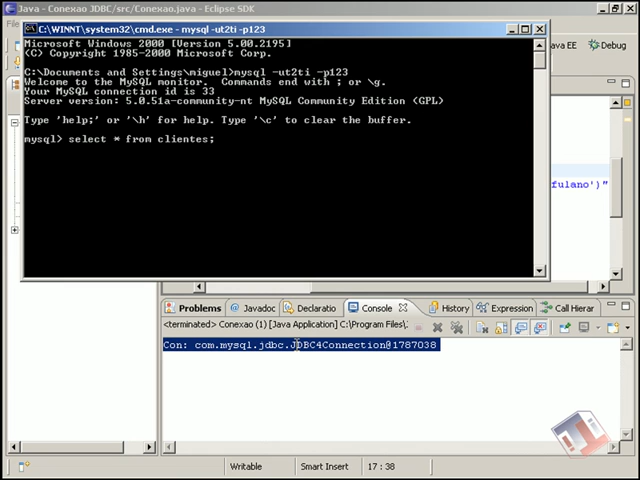 Java - Conexao JDBC/src/Conexao.java - Eclipse SDK
C:\WINNT\system32\cmd.exe - mysql -ut2ti -p123
Microsoft Windows 2000 [Version 5.00.2195]
(C) Copyright 1985-2000 Microsoft Corp.
C:\Documents and Settings\miguel>mysql -ut2ti -p123
Welcome to the MySQL monitor. Commands end with ; or \g.
Your MySQL connection id is 33
Server version: 5.0.51a-community-nt MySQL Community Edition (GPL)
Type 'help;' or '\h' for help. Type '\c' to clear the buffer.
mysql> select * from clientes;
Java EE
Debug
fulano')"
Problems
Javadoc
Declaratio
Console
History
Expression
Call Hierar
<terminated> Conexao (1) [Java Application] C:\Program Files\
Con: com.mysql.jdbc.JDBC4Connection@1787038
Writable
Smart Insert
17 : 38